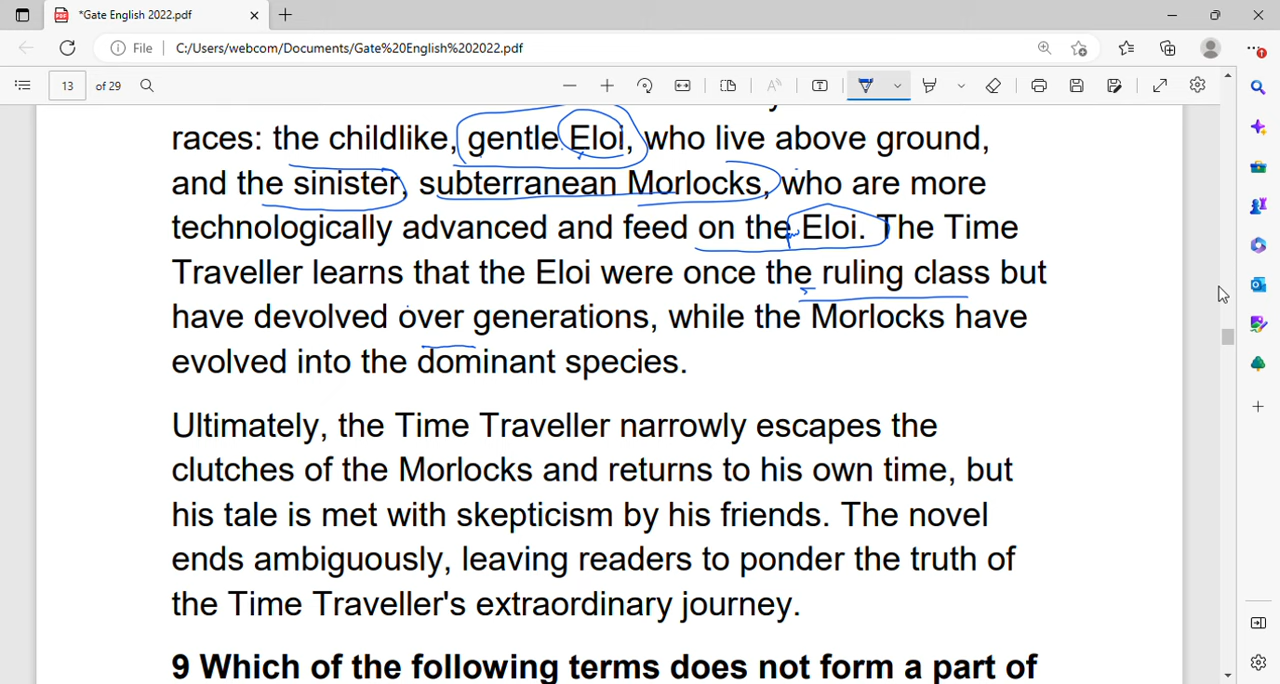 *Gate English 2022.pdf
File C:/Users/webcom/Documents/Gate%20English%202022.pdf
13 of 29
races: the childlike, gentle Eloi, who live above ground,
and the sinister, subterranean Morlocks, who are more
technologically advanced and feed on the Eloi. The Time
Traveller learns that the Eloi were once the ruling class but
have devolved over generations, while the Morlocks have
evolved into the dominant species.
Ultimately, the Time Traveller narrowly escapes the
clutches of the Morlocks and returns to his own time, but
his tale is met with skepticism by his friends. The novel
ends ambiguously, leaving readers to ponder the truth of
the Time Traveller's extraordinary journey.
9 Which of the following terms does not form a part of